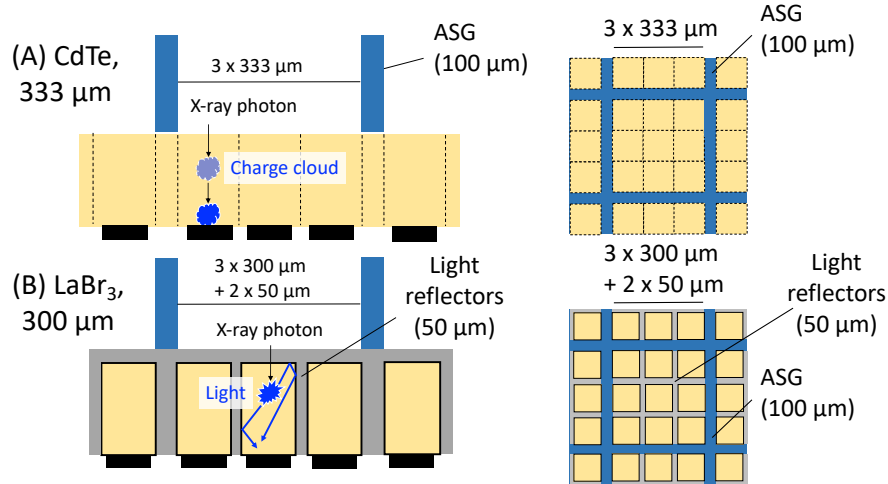 (A) CdTe,
333 µm
3 x 333 µm
ASG
(100 µm)
X-ray photon
Charge cloud
3 x 333 µm
ASG
(100 µm)
(B) LaBr₃,
300 µm
3 x 300 µm
+ 2 x 50 µm
X-ray photon
Light
Light
reflectors
(50 µm)
3 x 300 µm
+ 2 x 50 µm
Light
reflectors
(50 µm)
ASG
(100 µm)